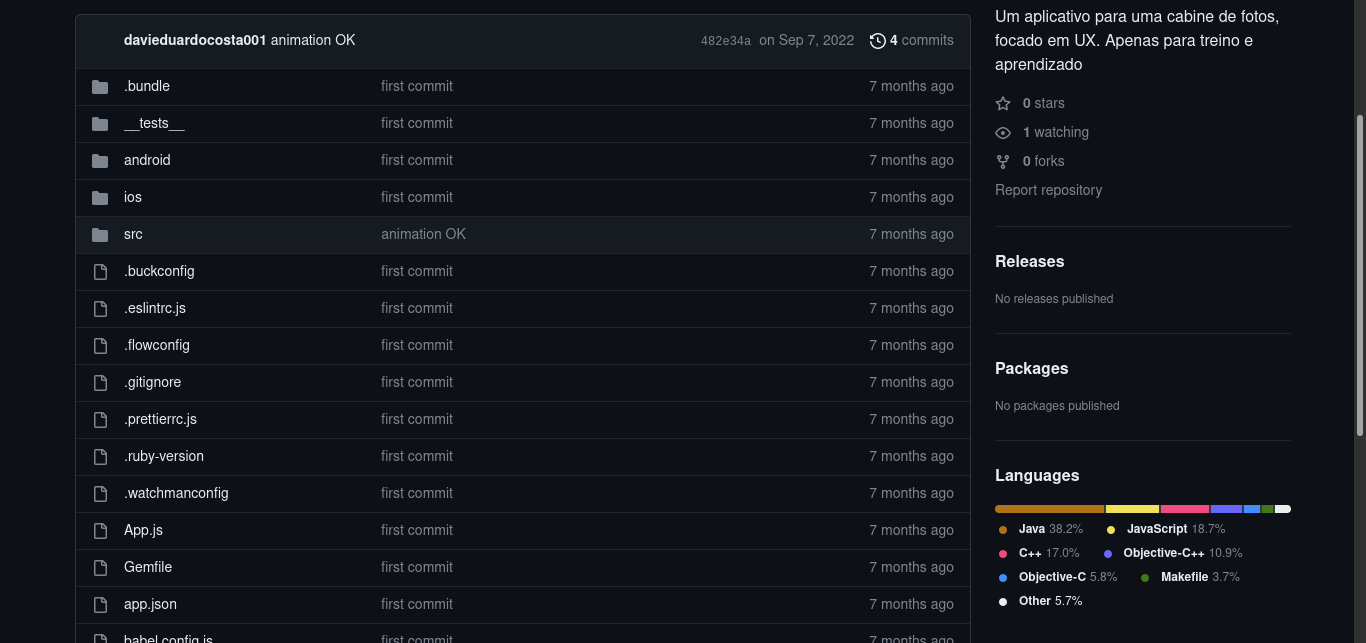 davieduardocosta001 animation OK 482e34a on Sep 7, 2022 4 commits
.bundle first commit 7 months ago
__tests__ first commit 7 months ago
android first commit 7 months ago
ios first commit 7 months ago
src animation OK 7 months ago
.buckconfig first commit 7 months ago
.eslintrc.js first commit 7 months ago
.flowconfig first commit 7 months ago
.gitignore first commit 7 months ago
.prettierrc.js first commit 7 months ago
.ruby-version first commit 7 months ago
.watchmanconfig first commit 7 months ago
App.js first commit 7 months ago
Gemfile first commit 7 months ago
app.json first commit 7 months ago
babel.config.js first commit 7 months ago
Um aplicativo para uma cabine de fotos,
focado em UX. Apenas para treino e
aprendizado
0 stars
1 watching
0 forks
Report repository
Releases
No releases published
Packages
No packages published
Languages
Java 38.2% JavaScript 18.7%
C++ 17.0% Objective-C++ 10.9%
Objective-C 5.8% Makefile 3.7%
Other 5.7%